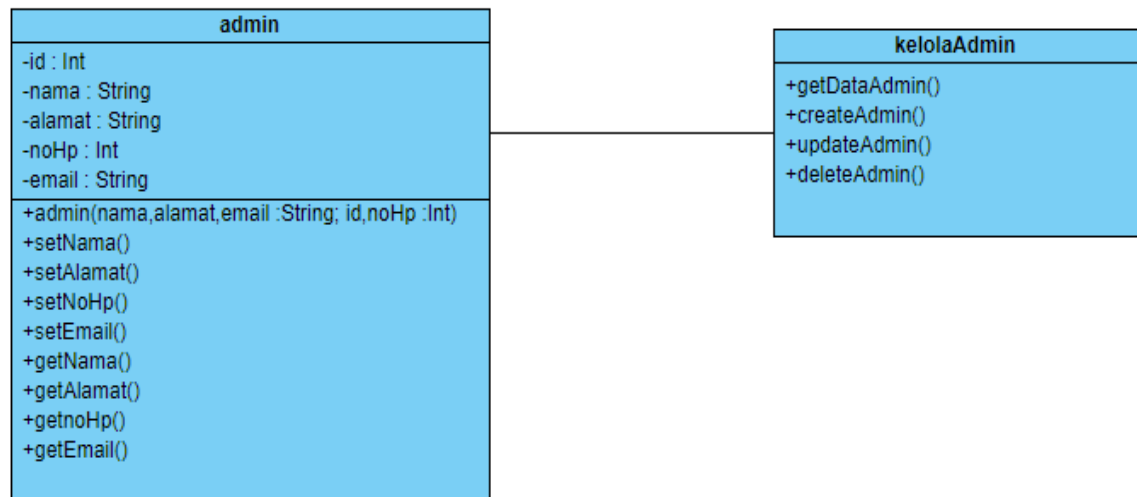 admin
-id : Int
-nama : String
-alamat : String
-noHp : Int
-email : String
+admin(nama,alamat,email :String; id,noHp :Int)
+setNama()
+setAlamat()
+setNoHp()
+setEmail()
+getNama()
+getAlamat()
+getnoHp()
+getEmail()
kelolaAdmin
+getDataAdmin()
+createAdmin()
+updateAdmin()
+deleteAdmin()